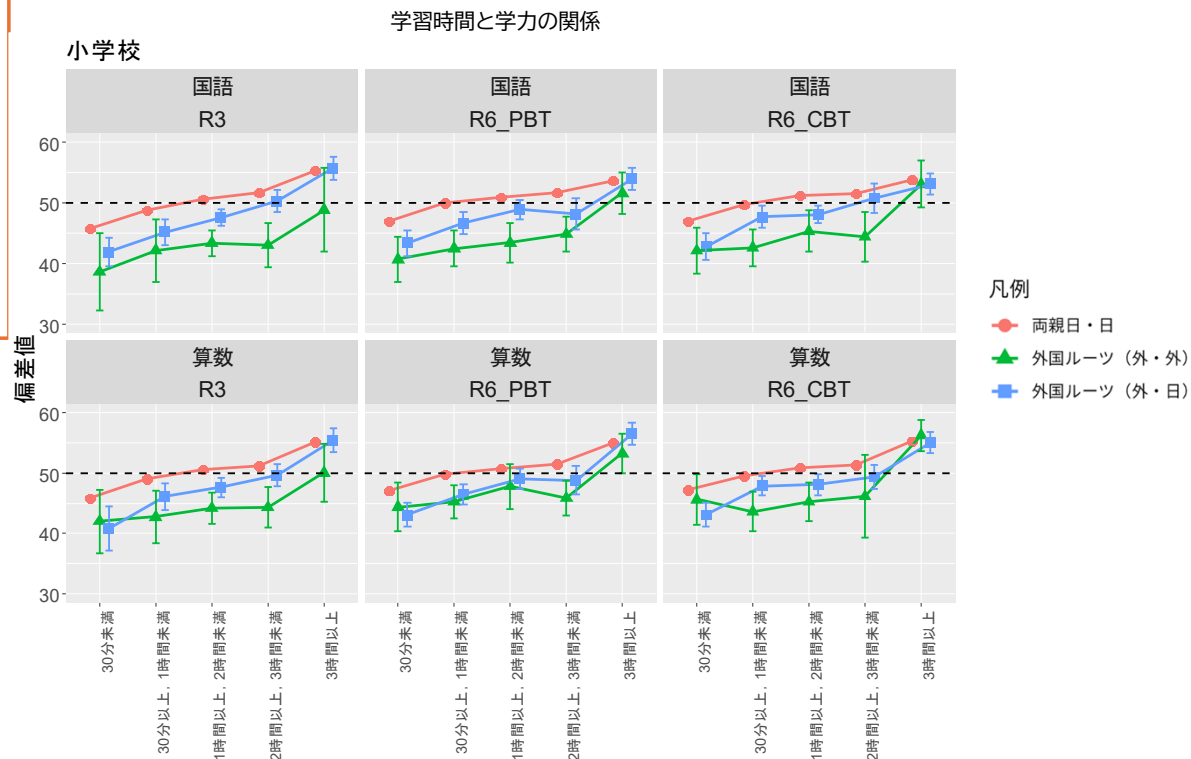 学習時間と学力の関係
小学校
国語
R3
国語
R6_PBT
国語
R6_CBT
60
50
40
30
算数
R3
算数
R6_PBT
算数
R6_CBT
60
50
40
30
偏差値
30分未満
30分以上, 1時間未満
1時間以上, 2時間未満
2時間以上, 3時間未満
3時間以上
30分未満
30分以上, 1時間未満
1時間以上, 2時間未満
2時間以上, 3時間未満
3時間以上
30分未満
30分以上, 1時間未満
1時間以上, 2時間未満
2時間以上, 3時間未満
3時間以上
凡例
両親日・日
外国ルーツ（外・外）
外国ルーツ（外・日）